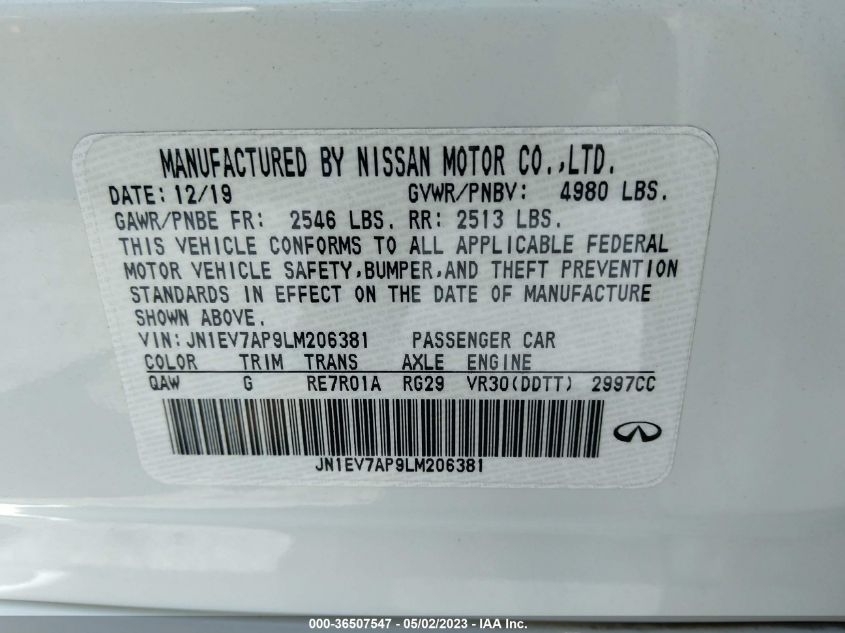 MANUFACTURED BY NISSAN MOTOR CO.,LTD.
DATE: 12/19 GVWR/PNBV: 4980 LBS.
GAWR/PNBE FR: 2546 LBS. RR: 2513 LBS.
THIS VEHICLE CONFORMS TO ALL APPLICABLE FEDERAL
MOTOR VEHICLE SAFETY,BUMPER,AND THEFT PREVENTION
STANDARDS IN EFFECT ON THE DATE OF MANUFACTURE
SHOWN ABOVE.
VIN: JN1EV7AP9LM206381 PASSENGER CAR
COLOR TRIM TRANS AXLE ENGINE
QAW G RE7R01A RG29 VR30(DDTT) 2997CC
JN1EV7AP9LM206381
000-36507547 - 05/02/2023 - IAA Inc.